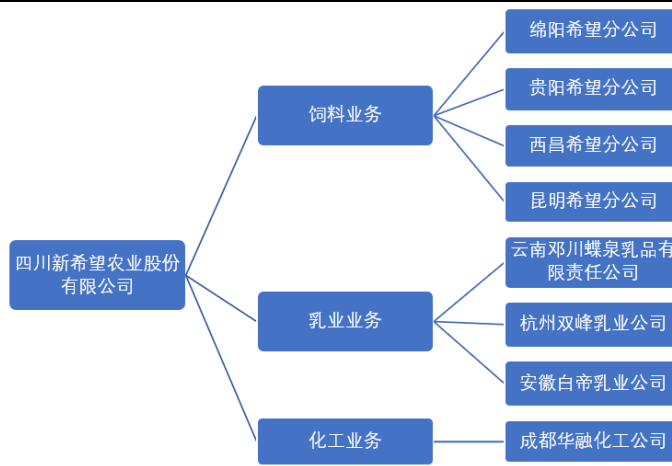 绵阳希望分公司
贵阳希望分公司
饲料业务
西昌希望分公司
昆明希望分公司
四川新希望农业股份
有限公司
云南邓川蝶泉乳品有
限责任公司
乳业业务
杭州双峰乳业公司
安徽白帝乳业公司
化工业务
成都华融化工公司